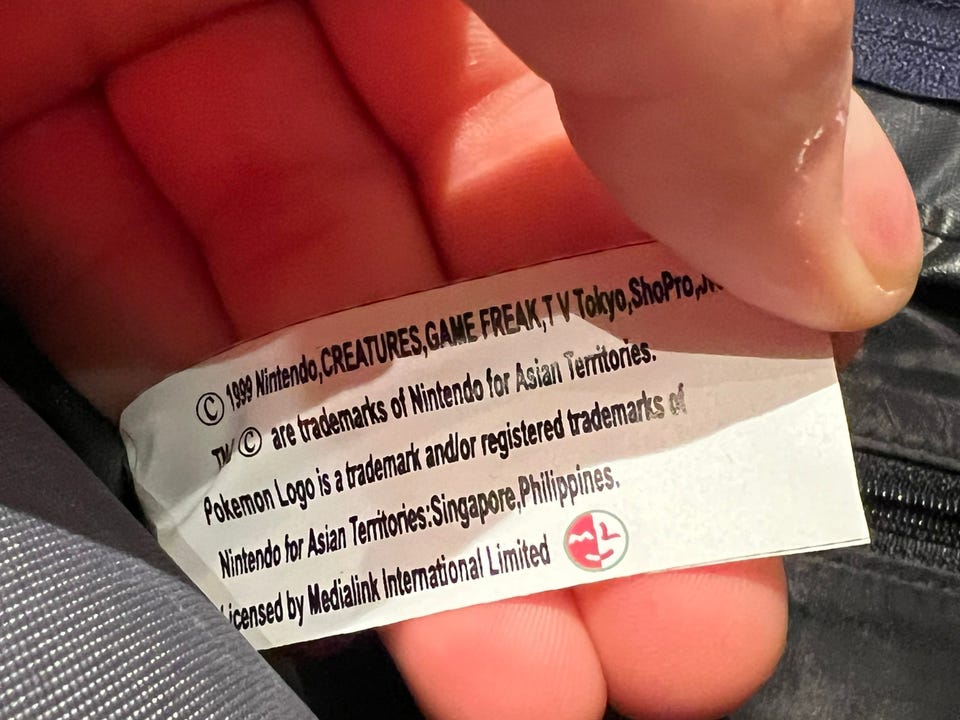 © 1999 Nintendo,CREATURES,GAME FREAK,T V Tokyo,ShoPro,
TM © are trademarks of Nintendo for Asian Territories.
Pokemon Logo is a trademark and/or registered trademarks of
Nintendo for Asian Territories:Singapore,Philippines.
Licensed by Medialink International Limited